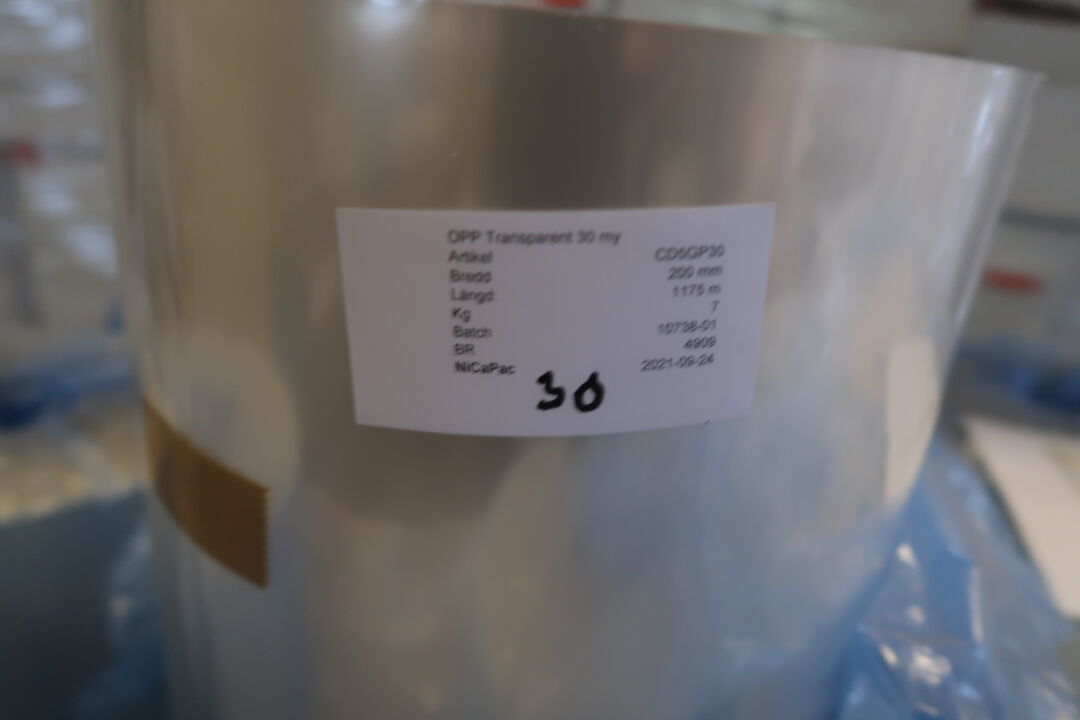 OPP Transparent 30 my
Artikel CD5GP30
Bredd 200 mm
Längd: 1175 m
Kg 7
Batch 10738-01
BR 4909
NiCaPac 2021-09-24
30